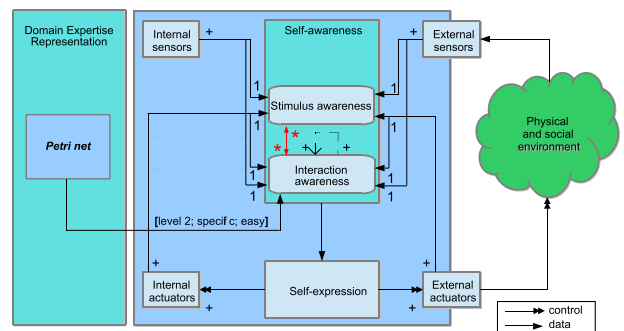 Domain Expertise
Representation
Petri net
Internal
sensors
+
Self-awareness
+
External
sensors
1
1
1
1
Stimulus awareness
*
*
+
+
1
1
1
1
Interaction
awareness
[level 2; specif c; easy]
Physical
and social
environment
+
+
Internal
actuators
+
Self-expression
+
External
actuators
control
data